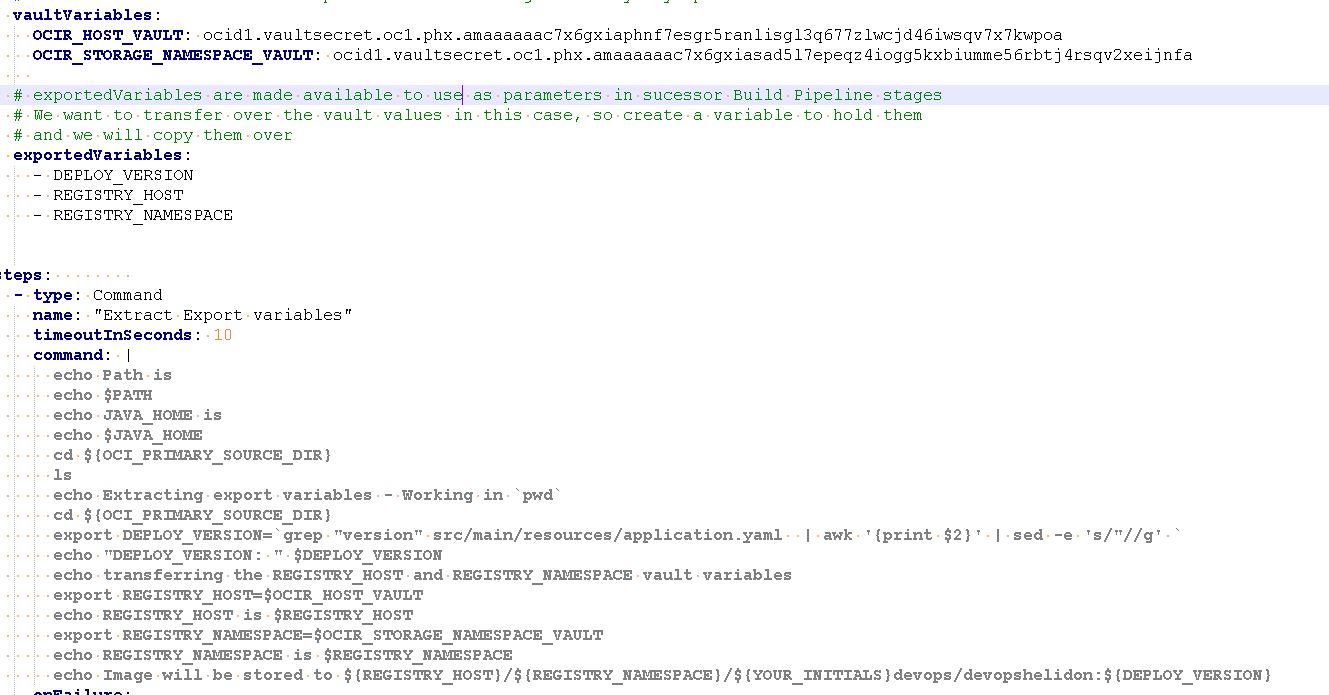 vaultVariables:
OCIR_HOST_VAULT: ocid1.vaultsecret.oc1.phx.amaaaaaac7x6gxiaphnf7esgr5ranlisgl3q677zlwcjd46iwsqv7x7kwpoa
OCIR_STORAGE_NAMESPACE_VAULT: ocid1.vaultsecret.oc1.phx.amaaaaaac7x6gxiasad5l7epeqz4iogg5kxbiumme56rbtj4rsqv2xeijnfa
# exportedVariables are made available to use as parameters in sucessor Build Pipeline stages
# We want to transfer over the vault values in this case, so create a variable to hold them
# and we will copy them over
exportedVariables:
- DEPLOY_VERSION
- REGISTRY_HOST
- REGISTRY_NAMESPACE
steps:
- type: Command
name: "Extract Export variables"
timeoutInSeconds: 10
command: |
echo Path is
echo $PATH
echo JAVA_HOME is
echo $JAVA_HOME
cd ${OCI_PRIMARY_SOURCE_DIR}
ls
echo Extracting export variables - Working in `pwd`
cd ${OCI_PRIMARY_SOURCE_DIR}
export DEPLOY_VERSION=`grep "version" src/main/resources/application.yaml  | awk '{print $2}' | sed -e 's/"//g' `
echo "DEPLOY_VERSION: " $DEPLOY_VERSION
echo transferring the REGISTRY_HOST and REGISTRY_NAMESPACE vault variables
export REGISTRY_HOST=$OCIR_HOST_VAULT
echo REGISTRY_HOST is $REGISTRY_HOST
export REGISTRY_NAMESPACE=$OCIR_STORAGE_NAMESPACE_VAULT
echo REGISTRY_NAMESPACE is $REGISTRY_NAMESPACE
echo Image will be stored to ${REGISTRY_HOST}/${REGISTRY_NAMESPACE}/${YOUR_INITIALS}devops/devopshelidon:${DEPLOY_VERSION}
onFailure: